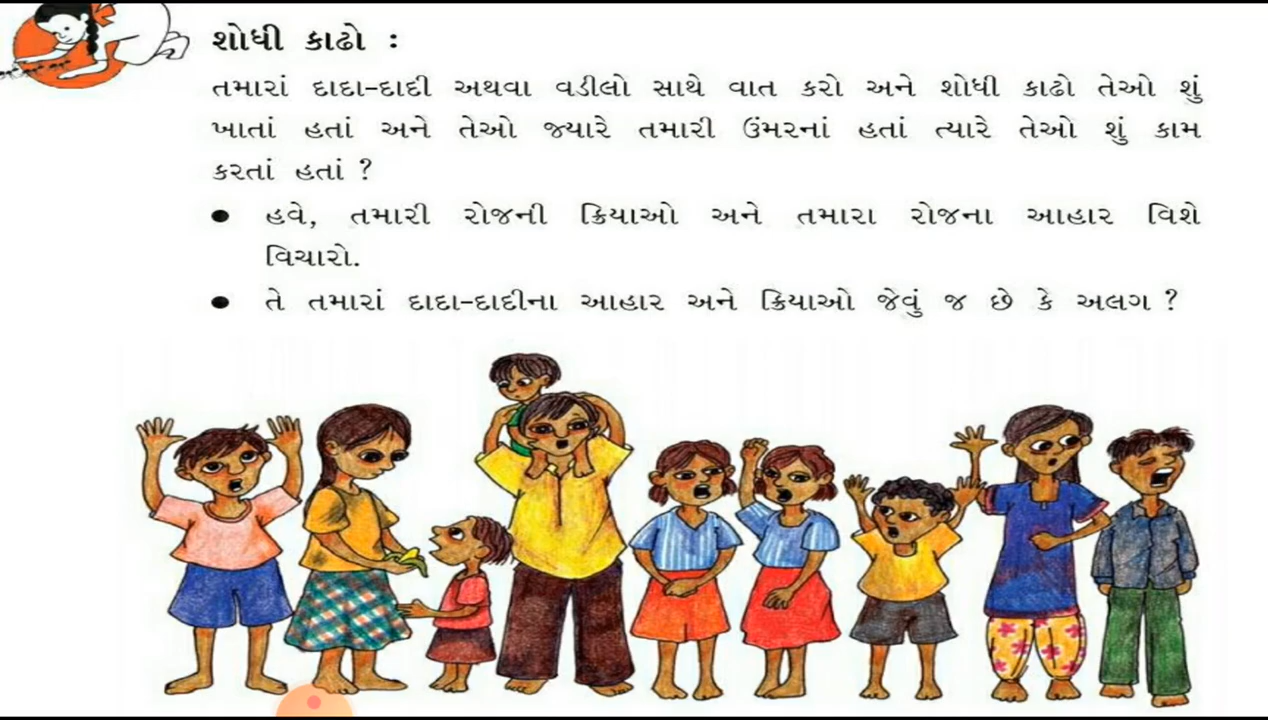 શોધી કાઢો :
તમારાં દાદા-દાદી અથવા વડીલો સાથે વાત કરો અને શોધી કાઢો તેઓ શું
ખાતાં હતાં અને તેઓ જ્યારે તમારી ઉંમરનાં હતાં ત્યારે તેઓ શું કામ
કરતાં હતાં ?
● હવે, તમારી રોજની ક્રિયાઓ અને તમારા રોજના આહાર વિશે
વિચારો.
● તે તમારાં દાદા-દાદીના આહાર અને ક્રિયાઓ જેવું જ છે કે અલગ ?